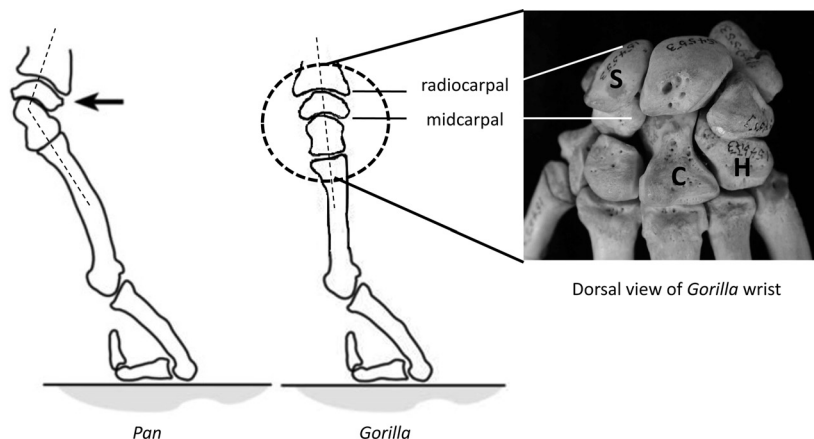 radiocarpal
midcarpal
S
C
H
Dorsal view of Gorilla wrist
Pan
Gorilla